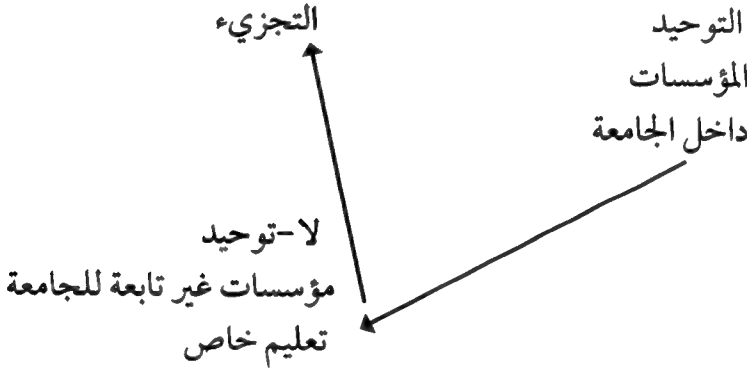 التوحيد
المؤسسات
داخل الجامعة
التجزيء
لا-توحيد
مؤسسات غير تابعة للجامعة
تعليم خاص